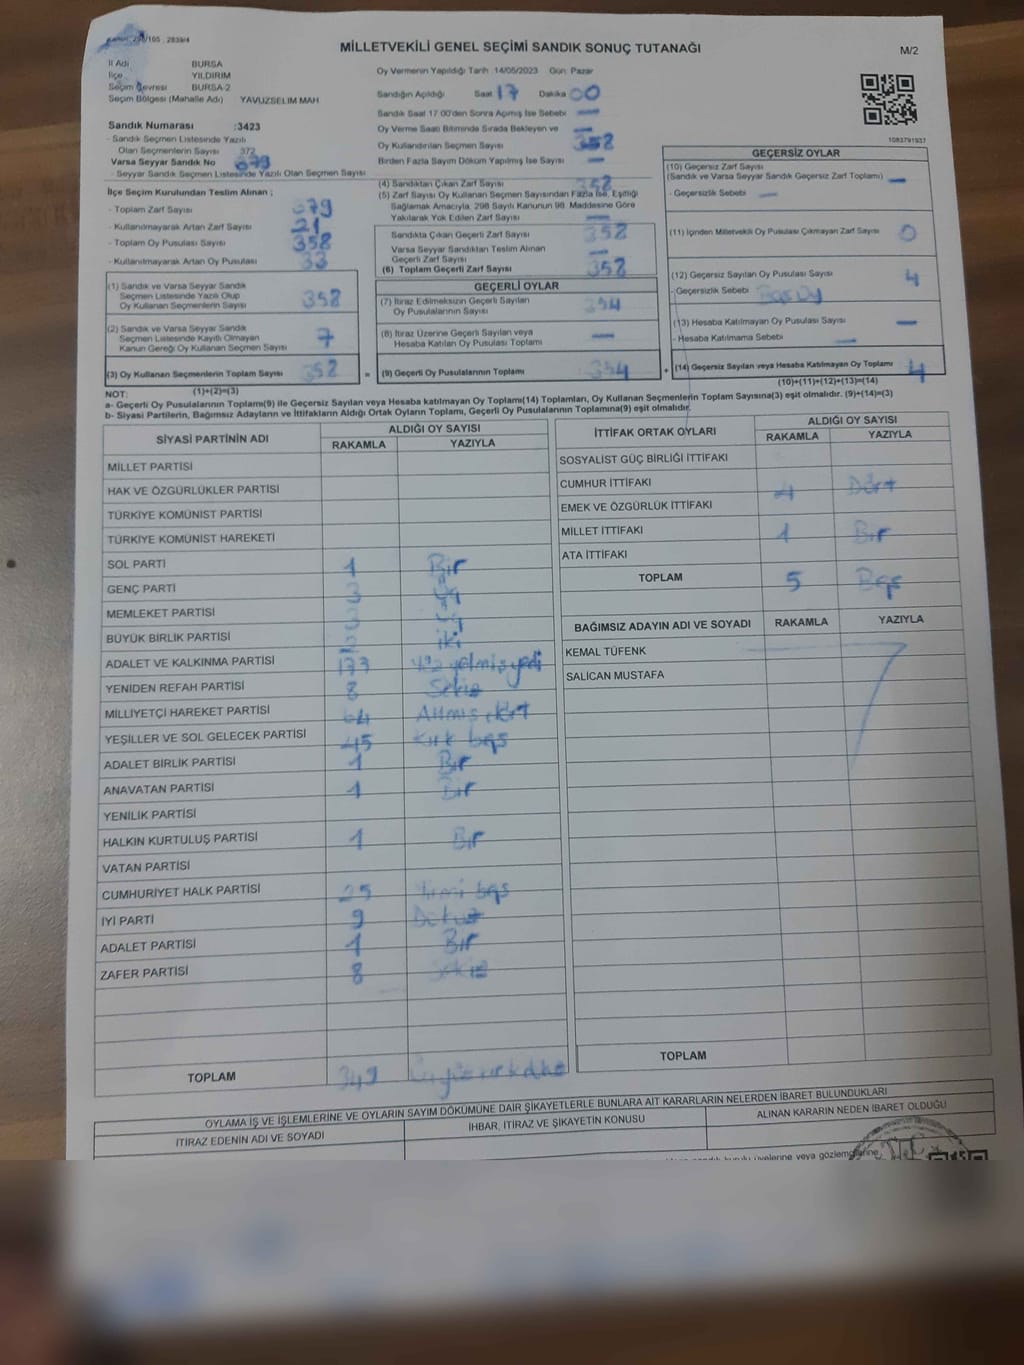 Kanun: 298/105 , 2839/4
MİLLETVEKİLİ GENEL SEÇİMİ SANDIK SONUÇ TUTANAĞI
M/2
İl Adı BURSA
İlçe YILDIRIM
Seçim Çevresi BURSA-2
Seçim Bölgesi (Mahalle Adı) YAVUZSELIM MAH
Sandık Numarası :3423
- Sandık Seçmen Listesinde Yazılı
Olan Seçmenlerin Sayısı 372
Varsa Seyyar Sandık No
- Seyyar Sandık Seçmen Listesinde Yazılı Olan Seçmen Sayısı
İlçe Seçim Kurulundan Teslim Alınan ;
- Toplam Zarf Sayısı
- Kullanılmayarak Artan Zarf Sayısı 21
- Toplam Oy Pusulası Sayısı 358
- Kullanılmayarak Artan Oy Pusulası 33
(1) Sandık ve Varsa Seyyar Sandık
Seçmen Listesinde Yazılı Olup
Oy Kullanan Seçmenlerin Sayısı 358
(2) Sandık ve Varsa Seyyar Sandık
Seçmen Listesinde Kayıtlı Olmayan
Kanun Gereği Oy Kullanan Seçmen Sayısı 7
(3) Oy Kullanan Seçmenlerin Toplam Sayısı 358
Oy Vermenin Yapıldığı Tarih :14/05/2023 Gün: Pazar
Sandığın Açıldığı Saat 17 Dakika 00
Sandık Saat 17:00'den Sonra Açılmış İse Sebebi —
Oy Verme Saati Bitiminde Sırada Bekleyen ve —
Oy Kullandırılan Seçmen Sayısı 358
Birden Fazla Sayım Döküm Yapılmış İse Sayısı —
(4) Sandıktan Çıkan Zarf Sayısı 358
(5) Zarf Sayısı Oy Kullanan Seçmen Sayısından Fazla İse, Eşitliği
Sağlamak Amacıyla, 298 Sayılı Kanunun 98. Maddesine Göre
Yakılarak Yok Edilen Zarf Sayısı —
Sandıkta Çıkan Geçerli Zarf Sayısı 358
Varsa Seyyar Sandıktan Teslim Alınan
Geçerli Zarf Sayısı —
(6) Toplam Geçerli Zarf Sayısı 358
GEÇERLİ OYLAR
(7) İtiraz Edilmeksizin Geçerli Sayılan
Oy Pusulalarının Sayısı 354
(8) İtiraz Üzerine Geçerli Sayılan veya
Hesaba Katılan Oy Pusulası Toplamı —
= (9) Geçerli Oy Pusulalarının Toplamı 354
1083791937
GEÇERSİZ OYLAR
(10) Geçersiz Zarf Sayısı
(Sandık ve Varsa Seyyar Sandık Geçersiz Zarf Toplamı) —
- Geçersizlik Sebebi —
(11) İçinden Milletvekili Oy Pusulası Çıkmayan Zarf Sayısı 0
(12) Geçersiz Sayılan Oy Pusulası Sayısı 4
- Geçersizlik Sebebi Boş Oy
(13) Hesaba Katılmayan Oy Pusulası Sayısı —
- Hesaba Katılmama Sebebi —
+ (14) Geçersiz Sayılan veya Hesaba Katılmayan Oy Toplamı 4
NOT: (1)+(2)=(3)
(10)+(11)+(12)+(13)=(14)
a- Geçerli Oy Pusulalarının Toplamı(9) ile Geçersiz Sayılan veya Hesaba katılmayan Oy Toplamı(14) Toplamları, Oy Kullanan Seçmenlerin Toplam Sayısına(3) eşit olmalıdır. (9)+(14)=(3)
b- Siyasi Partilerin, Bağımsız Adayların ve İttifakların Aldığı Ortak Oyların Toplamı, Geçerli Oy Pusulalarının Toplamına(9) eşit olmalıdır.
SİYASİ PARTİNİN ADI ALDIĞI OY SAYISI
RAKAMLA YAZIYLA
MİLLET PARTİSİ
HAK VE ÖZGÜRLÜKLER PARTİSİ
TÜRKİYE KOMÜNİST PARTİSİ
TÜRKİYE KOMÜNİST HAREKETİ
SOL PARTİ 1 Bir
GENÇ PARTİ 3 Üç
MEMLEKET PARTİSİ 3 Üç
BÜYÜK BİRLİK PARTİSİ 2 iki
ADALET VE KALKINMA PARTİSİ 177 yüz yetmiş yedi
YENİDEN REFAH PARTİSİ 8 Sekiz
MİLLİYETÇİ HAREKET PARTİSİ 64 Altmış dört
YEŞİLLER VE SOL GELECEK PARTİSİ 45 Kırk beş
ADALET BİRLİK PARTİSİ 1 Bir
ANAVATAN PARTİSİ 1 Bir
YENİLİK PARTİSİ
HALKIN KURTULUŞ PARTİSİ 1 Bir
VATAN PARTİSİ
CUMHURİYET HALK PARTİSİ 25 Yirmi beş
İYİ PARTİ 9 Dokuz
ADALET PARTİSİ 1 Bir
ZAFER PARTİSİ 8 Sekiz
TOPLAM 349 Üçyüz kırk dokuz
İTTİFAK ORTAK OYLARI ALDIĞI OY SAYISI
RAKAMLA YAZIYLA
SOSYALİST GÜÇ BİRLİĞİ İTTİFAKI
CUMHUR İTTİFAKI 4 Dört
EMEK VE ÖZGÜRLÜK İTTİFAKI
MİLLET İTTİFAKI 1 Bir
ATA İTTİFAKI
TOPLAM 5 Beş
BAĞIMSIZ ADAYIN ADI VE SOYADI RAKAMLA YAZIYLA
KEMAL TÜFENK
SALİCAN MUSTAFA
TOPLAM
OYLAMA İŞ VE İŞLEMLERİNE VE OYLARIN SAYIM DÖKÜMÜNE DAİR ŞİKAYETLERLE BUNLARA AİT KARARLARIN NELERDEN İBARET BULUNDUKLARI
İTİRAZ EDENİN ADI VE SOYADI
İHBAR, İTİRAZ VE ŞİKAYETİN KONUSU
ALINAN KARARIN NEDEN İBARET OLDUĞU
sandık kurulu üyelerine veya gözlemcilerine